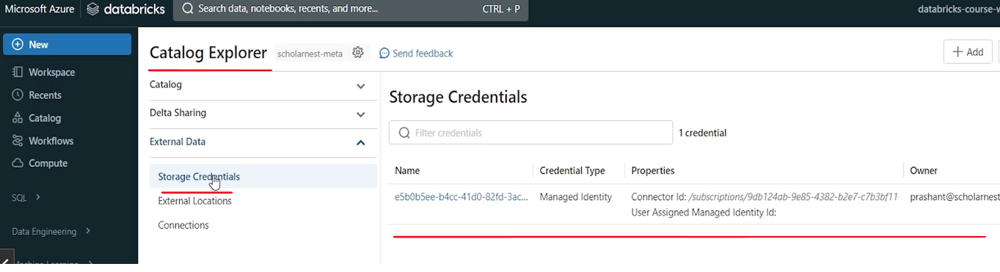 Microsoft Azure databricks Search data, notebooks, recents, and more... CTRL + P
New
Workspace
Recents
Catalog
Workflows
Compute
SQL
Data Engineering
Machine Learning
Catalog Explorer scholarnest-meta Send feedback Add
Catalog
Delta Sharing
External Data
Storage Credentials
External Locations
Connections
Storage Credentials
Filter credentials 1 credential
Name Credential Type Properties Owner
e5b0b5ee-b4cc-41d0-82fd-3ac... Managed Identity Connector Id: /subscriptions/9db124ab-9e85-4382-b2e7-c7b3bf11 prashant@scholarnest
User Assigned Managed Identity Id: